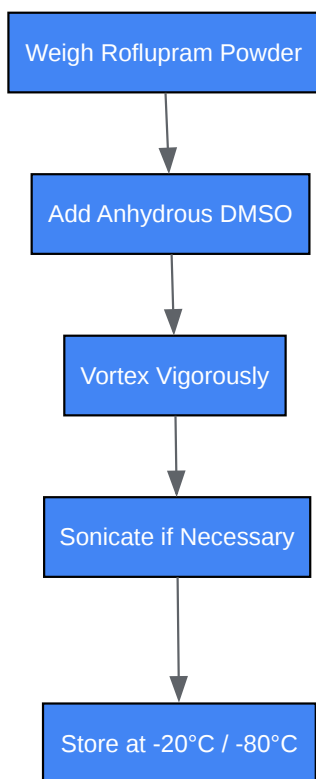 Weigh Roflupram Powder
Add Anhydrous DMSO
Vortex Vigorously
Sonicate if Necessary
Store at -20°C / -80°C